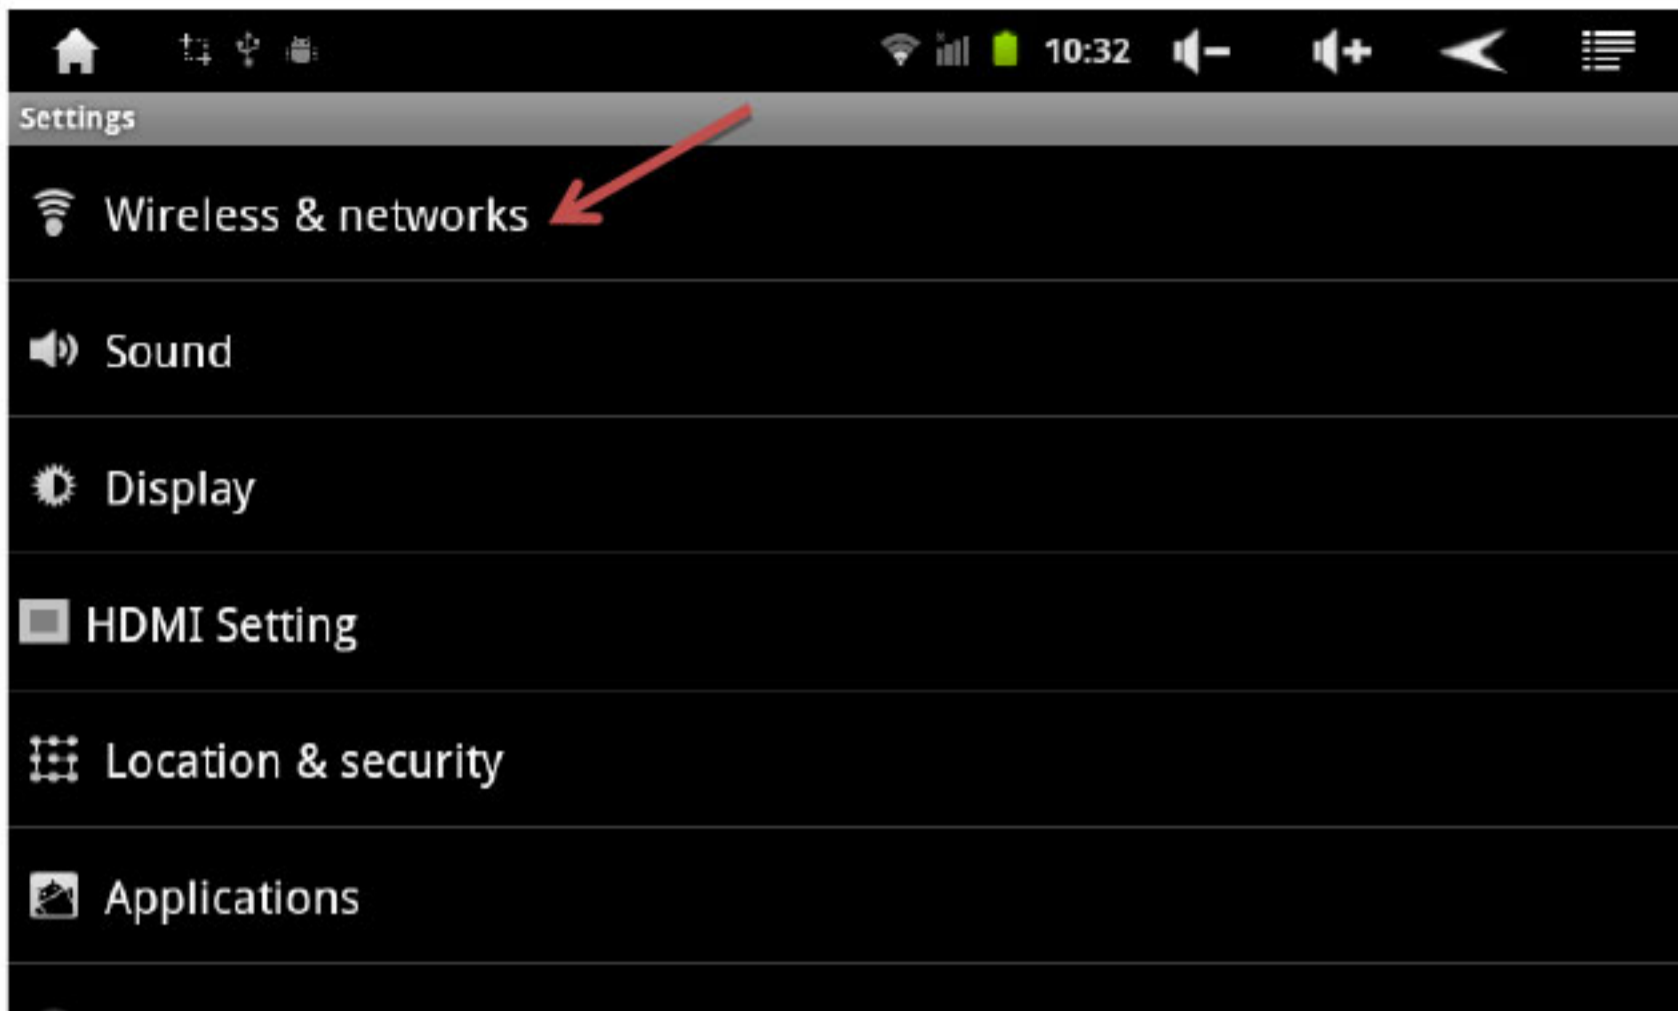 10:32
Settings
Wireless & networks
Sound
Display
HDMI Setting
Location & security
Applications